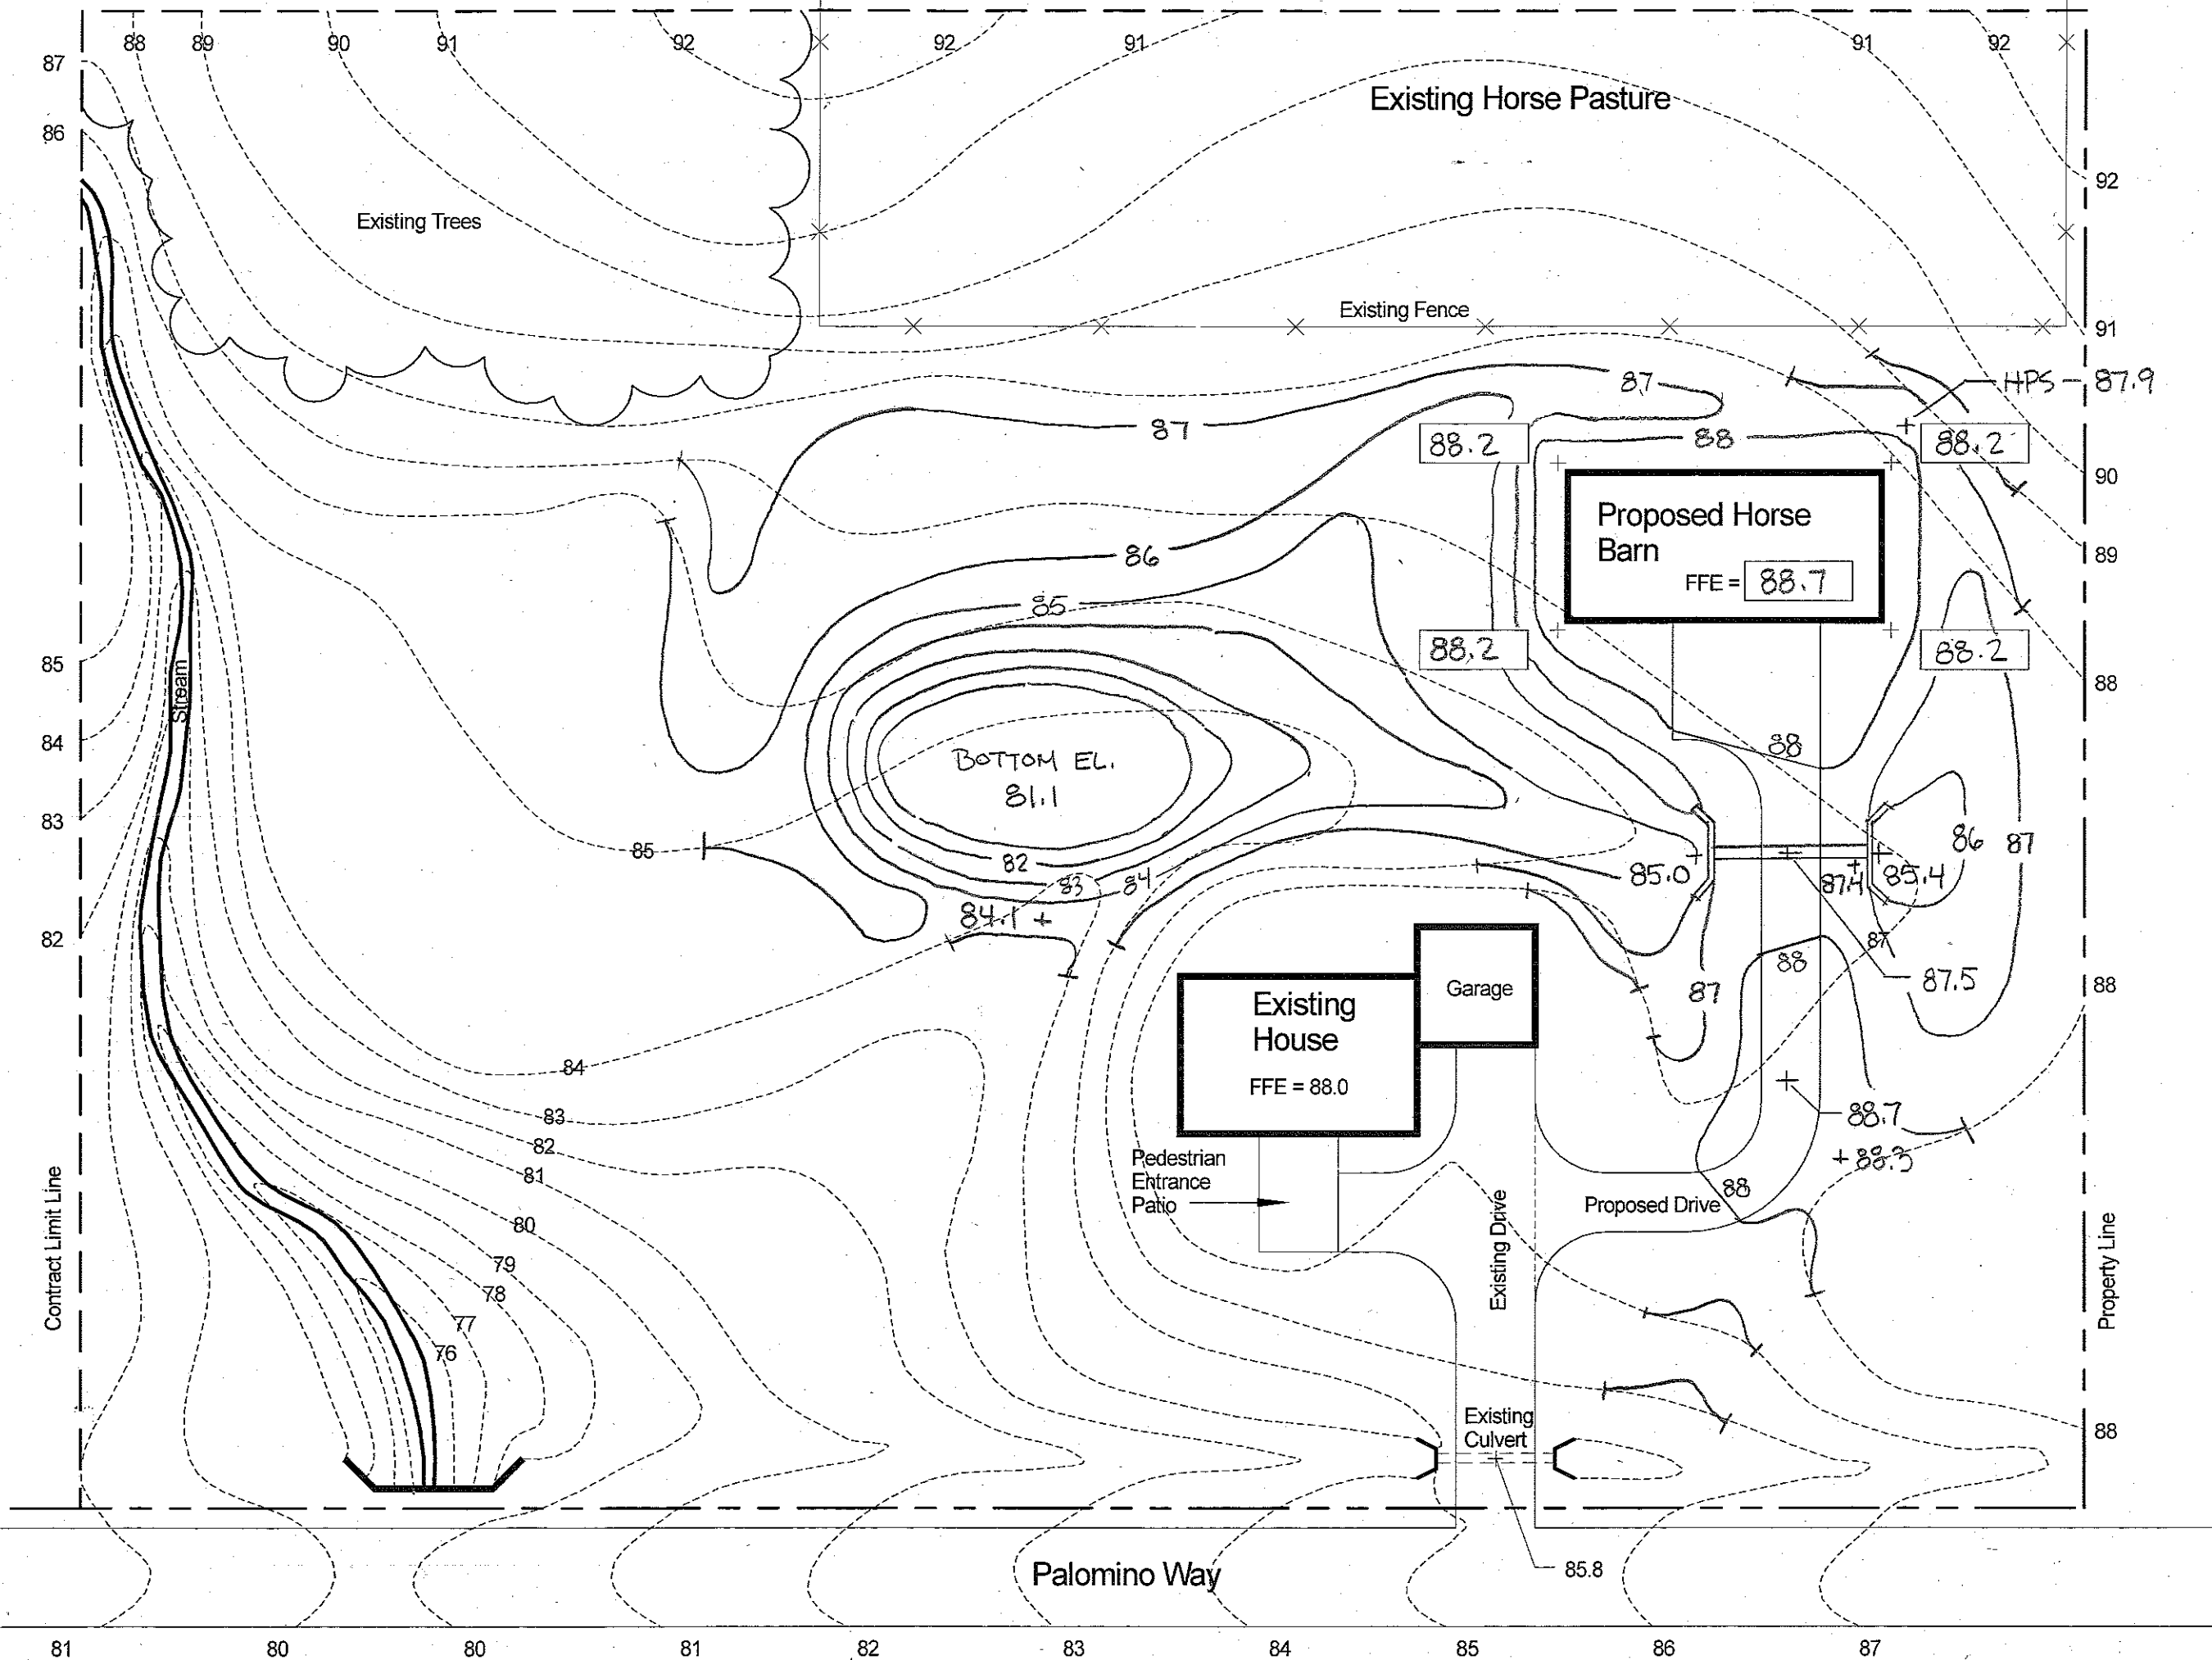 88 89 90 91 92 92 91 91 92
87
Existing Horse Pasture
86
92
Existing Trees
Existing Fence
91
87 HPS - 87.9
87
88.2 88 88.2
90
Proposed Horse
Barn
89
86
FFE = 88.7
85
88.2 88.2
85
88
Stream
84
88
BOTTOM EL.
81.1
83
85
82
86 87
83 84
85.0 87.4 85.4
84.1 +
82
87
88
87.5
88
87
Garage
Existing
House
FFE = 88.0
84
83
88.7
82
+88.3
81
Pedestrian
Entrance
Patio
88
Proposed Drive
Existing Drive
80
79
78
77
76
Contract Limit Line
Property Line
Existing
Culvert
88
Palomino Way
85.8
81 80 80 81 82 83 84 85 86 87